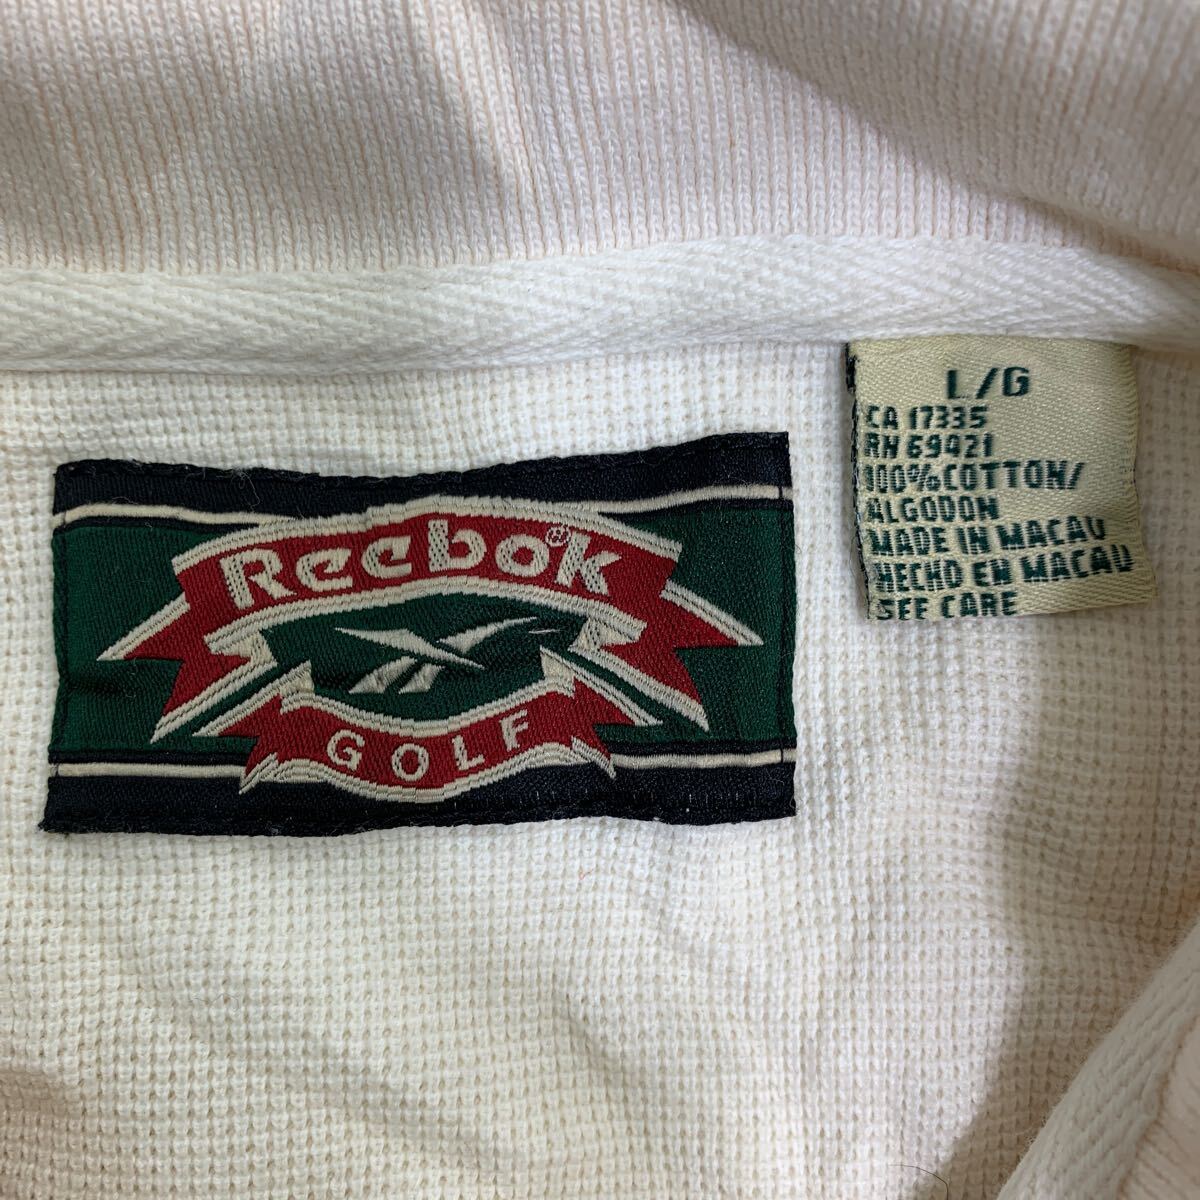 Reebok®
GOLF
L/G
CA 17335
RN 69421
100% COTTON/
ALGODON
MADE IN MACAU
HECHO EN MACAU
SEE CARE